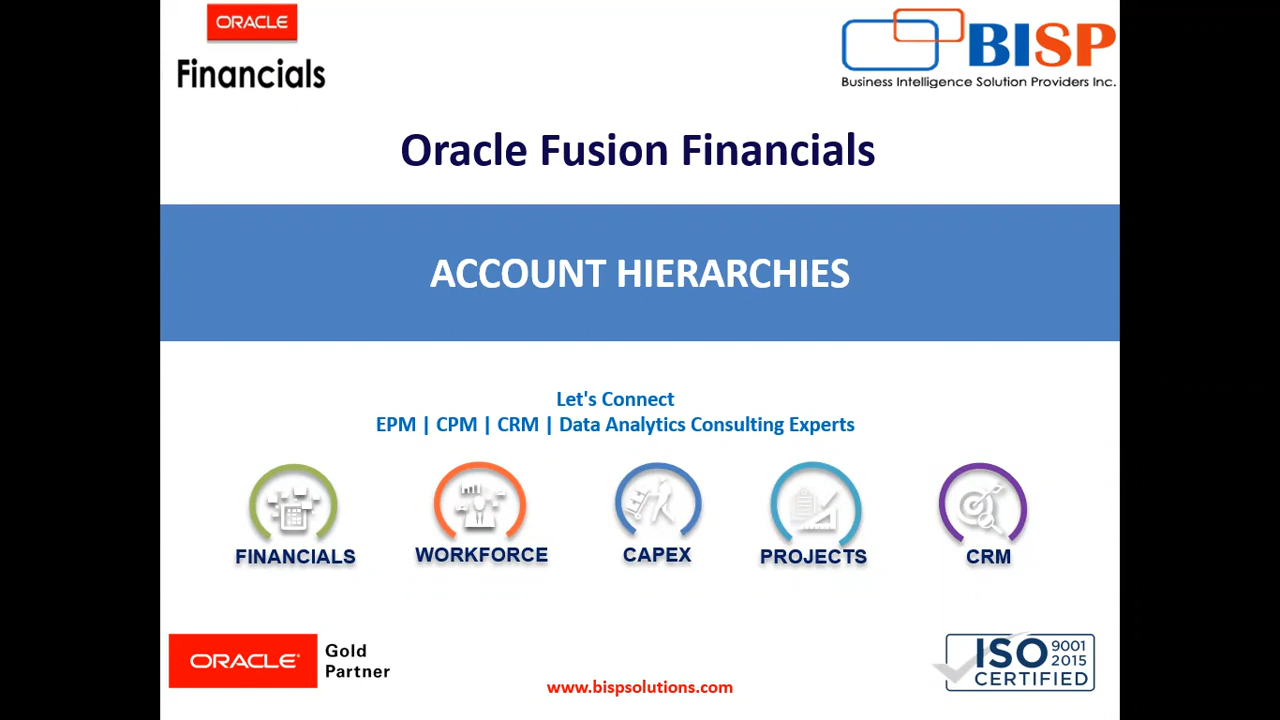 ORACLE
Financials
BISP
Business Intelligence Solution Providers Inc.
Oracle Fusion Financials
ACCOUNT HIERARCHIES
Let's Connect
EPM | CPM | CRM | Data Analytics Consulting Experts
FINANCIALS
WORKFORCE
CAPEX
PROJECTS
CRM
ORACLE®
Gold
Partner
www.bispsolutions.com
ISO 9001
2015
CERTIFIED